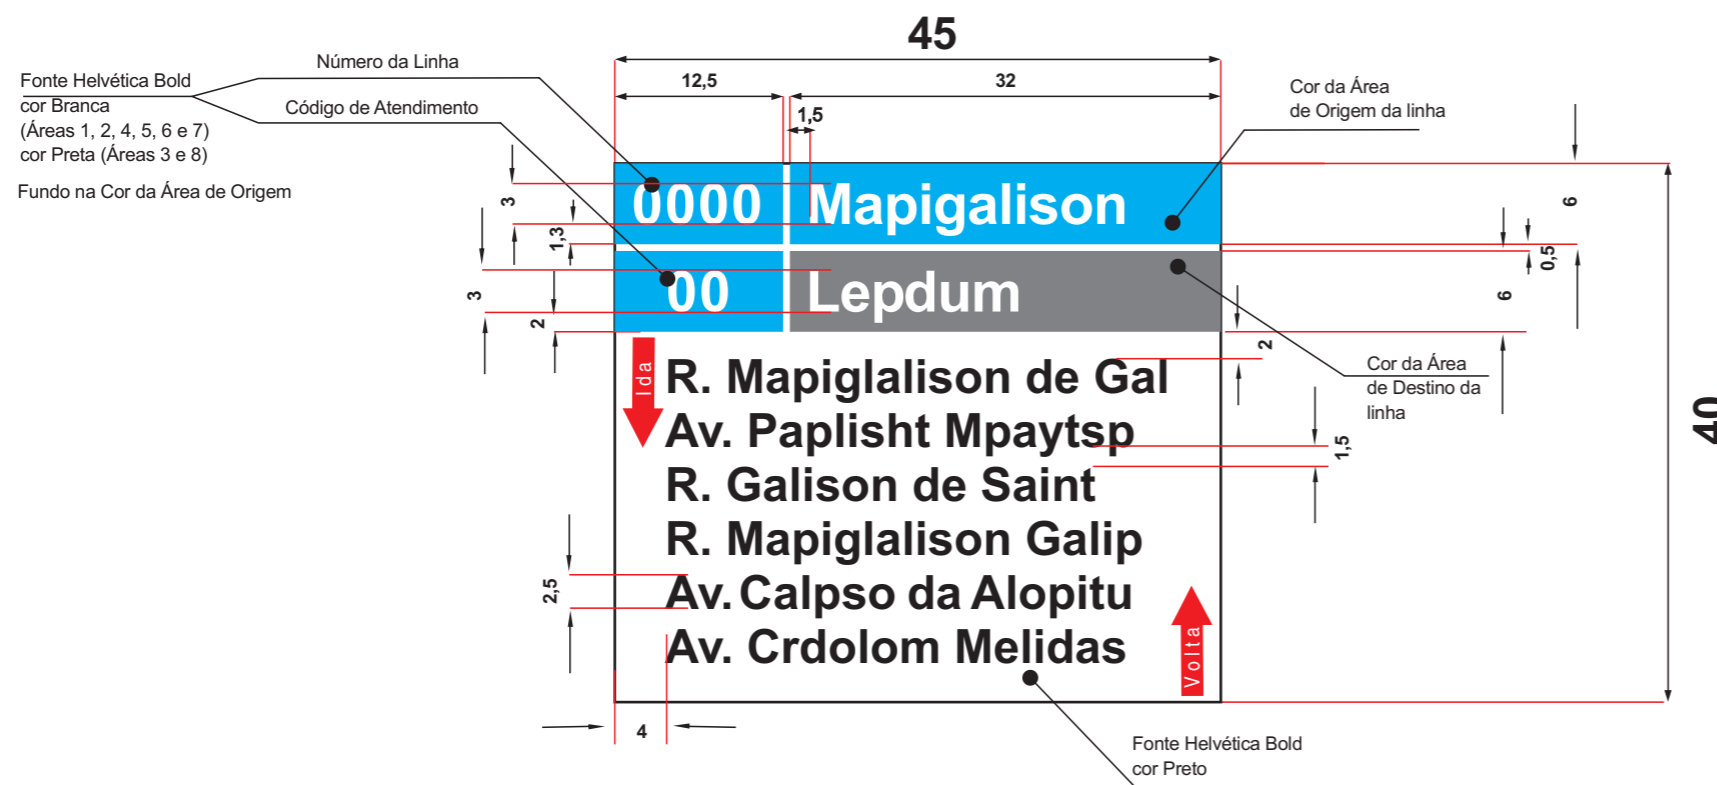 45
12,5
32
1,5
Número da Linha
Código de Atendimento
Fonte Helvética Bold
cor Branca
(Áreas 1, 2, 4, 5, 6 e 7)
cor Preta (Áreas 3 e 8)
Fundo na Cor da Área de Origem
Cor da Área
de Origem da linha
0000 Mapigalison
00 Lepdum
3
1,3
3
2
6
0,5
6
2
Cor da Área
de Destino da
linha
40
Ida
R. Mapiglalison de Gal
Av. Paplisht Mpaytsp
R. Galison de Saint
R. Mapiglalison Galip
Av. Calpso da Alopitu
Av. Crdolom Melidas
1,5
2,5
Volta
4
Fonte Helvética Bold
cor Preto